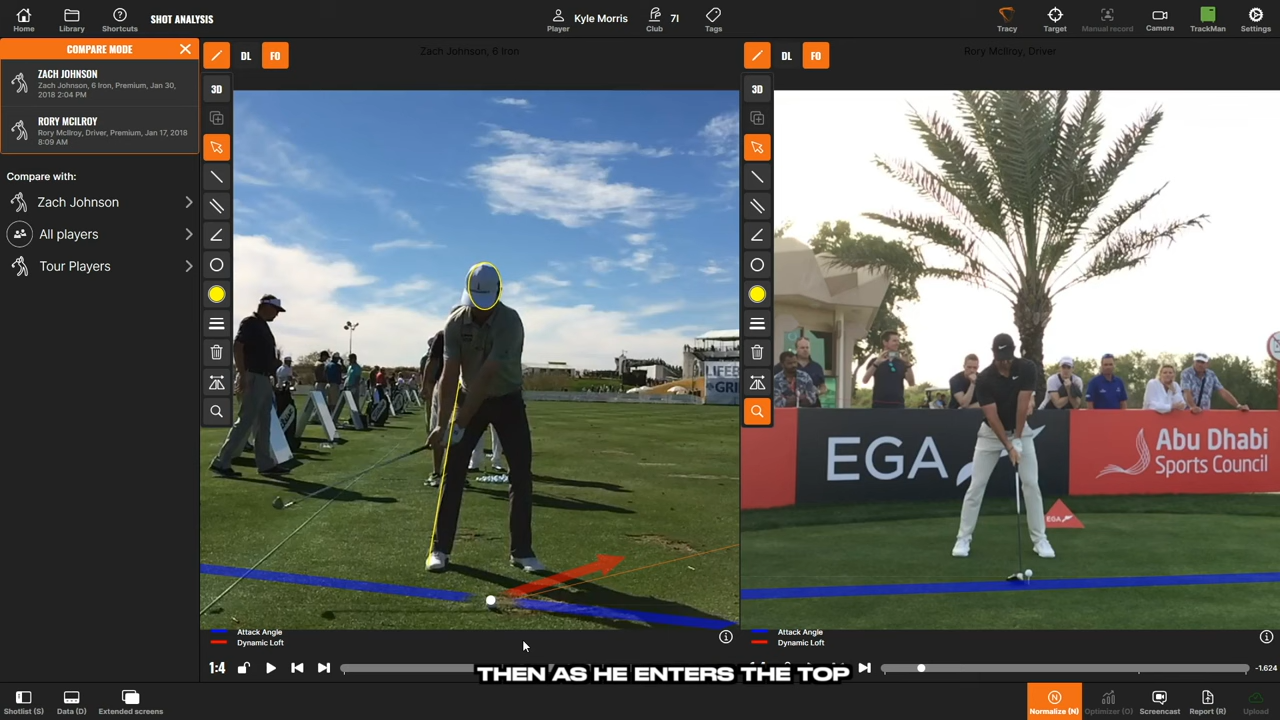 Home
Library
Shortcuts
SHOT ANALYSIS
Kyle Morris
Player
7I
Club
Tags
Tracy
Target
Manual record
Camera
TrackMan
Settings
COMPARE MODE
ZACH JOHNSON
Zach Johnson, 6 Iron, Premium, Jan 30,
2018 2:04 PM
RORY MCILROY
Rory McIlroy, Driver, Premium, Jan 17, 2018
8:09 AM
Compare with:
Zach Johnson
All players
Tour Players
DL
FO
Zach Johnson, 6 Iron
3D
LIFEB
GRI
Attack Angle
Dynamic Loft
1:4
DL
FO
Rory McIlroy, Driver
3D
EGA
Abu Dhabi
Sports Council
EGA
Attack Angle
Dynamic Loft
-1.624
THEN AS HE ENTERS THE TOP
Shotlist (S)
Data (D)
Extended screens
Normalize (N)
Optimizer (O)
Screencast
Report (R)
Upload